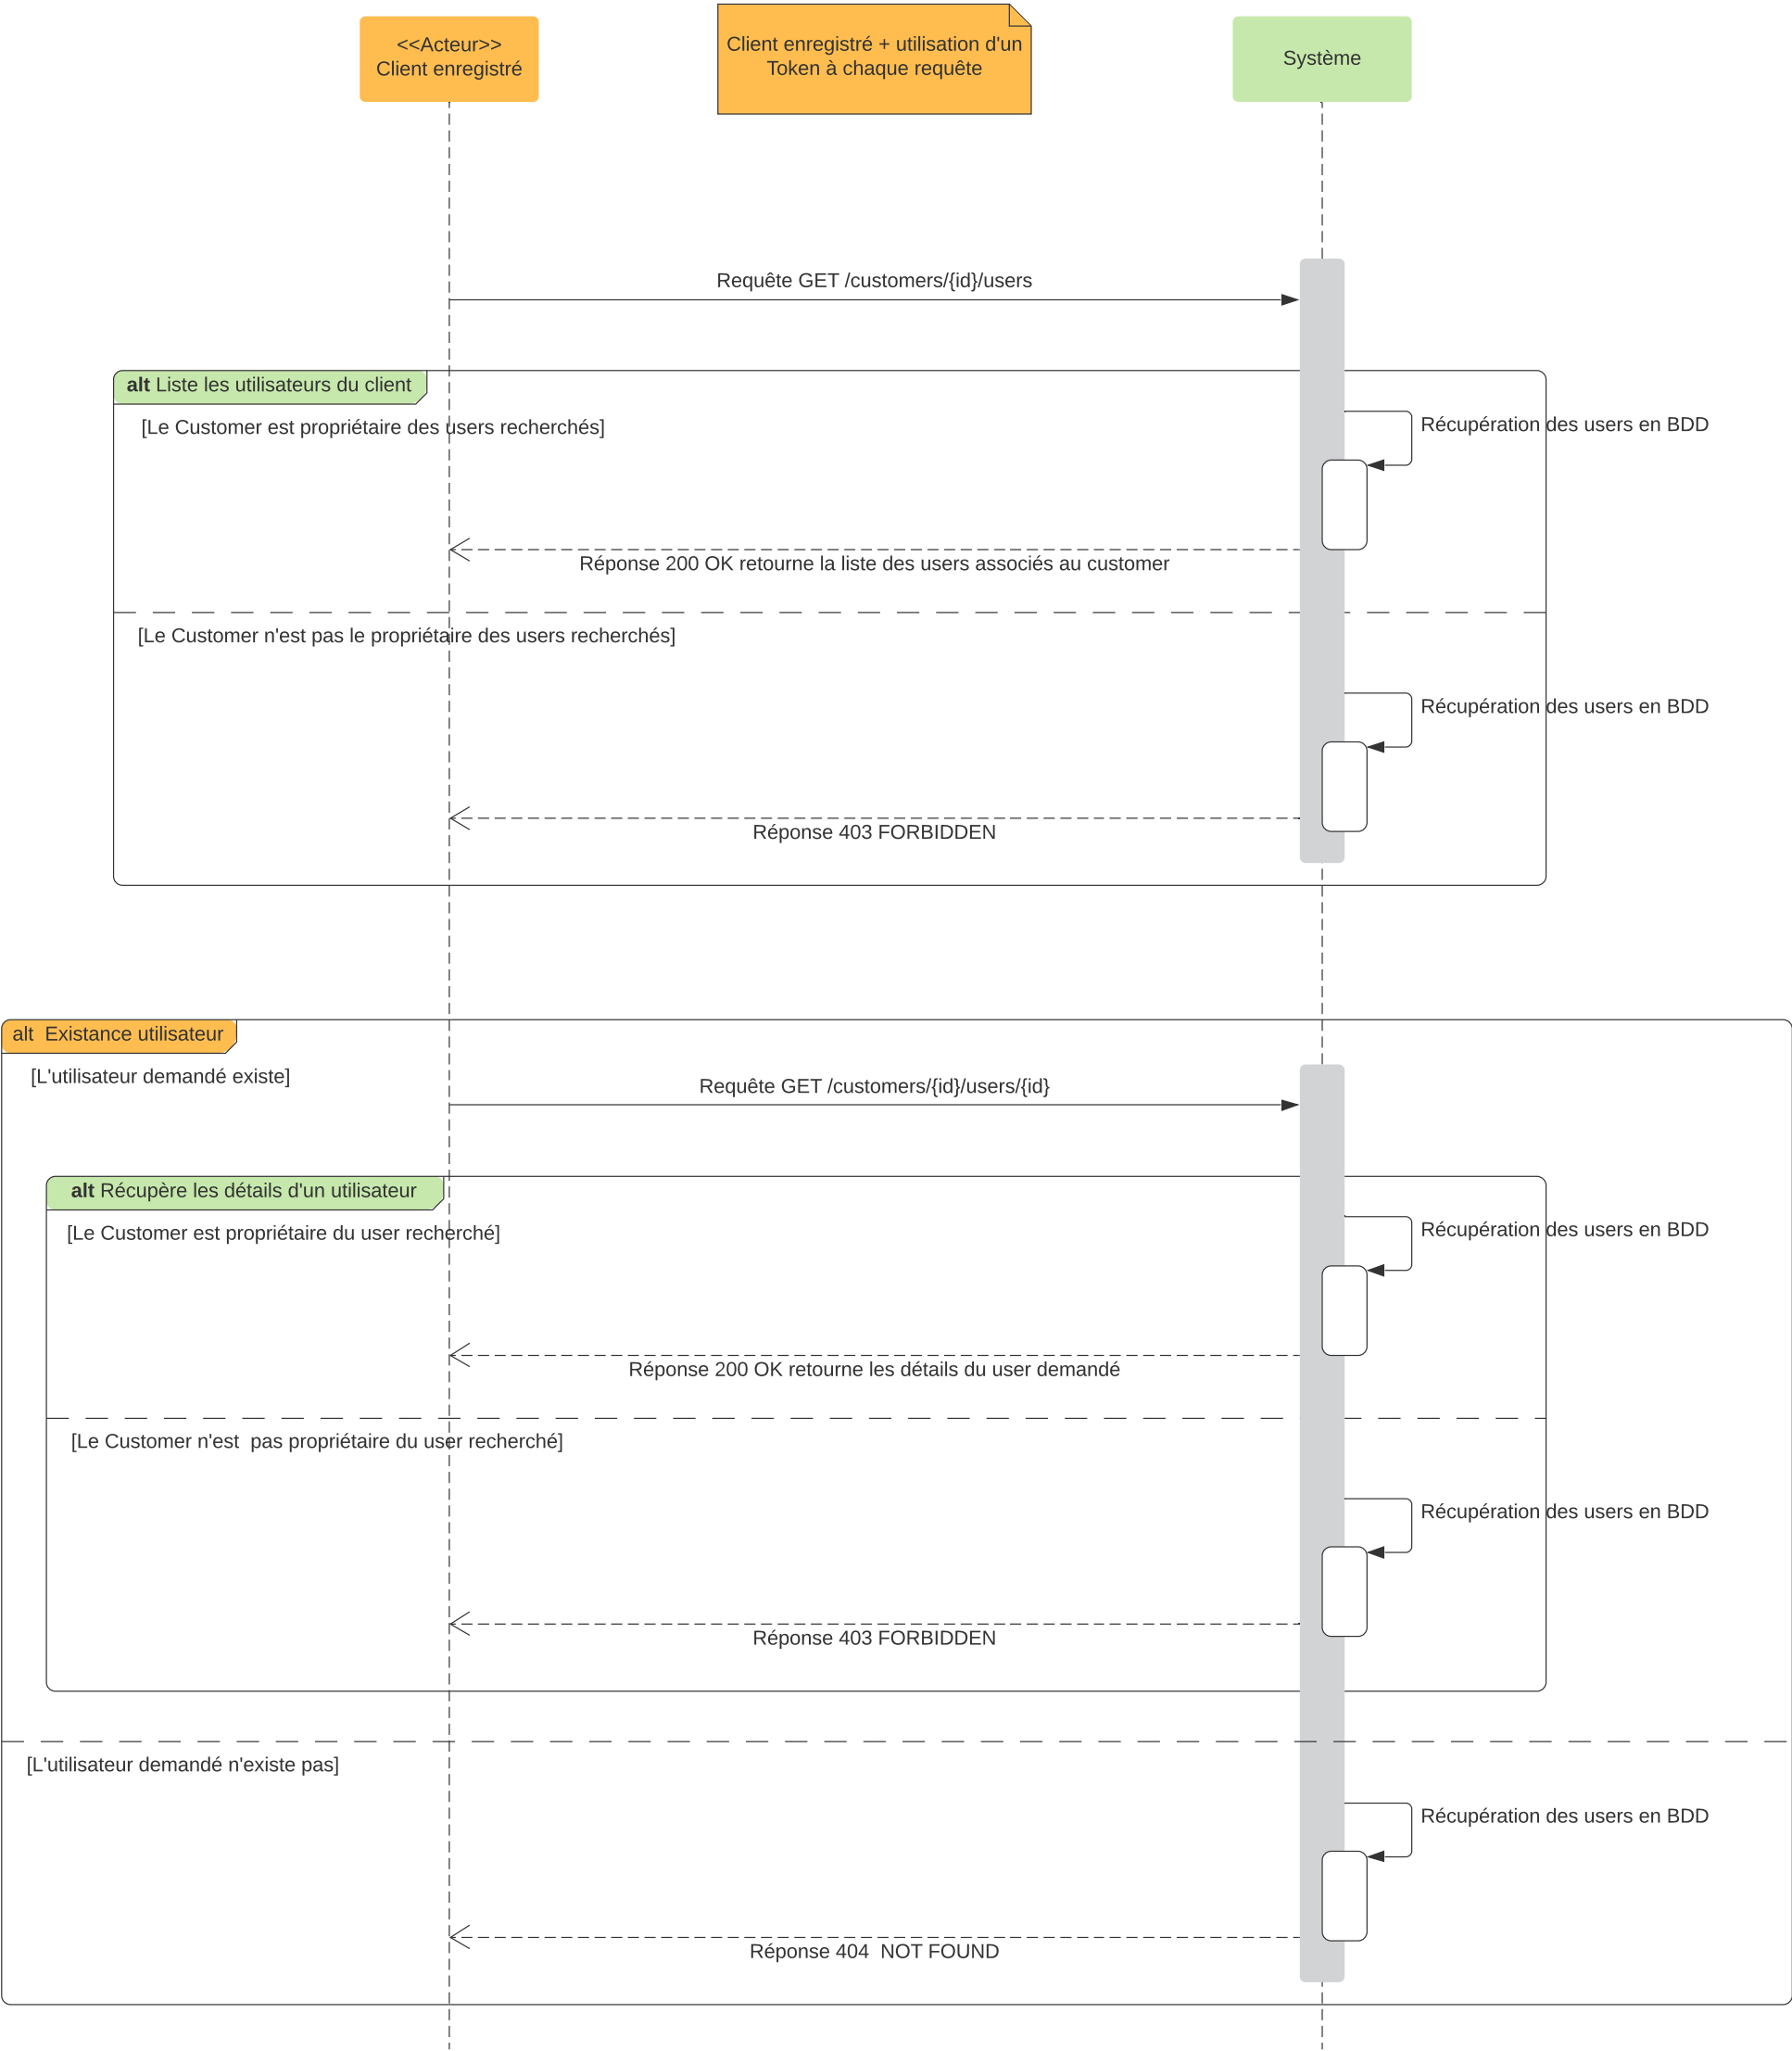 <<Acteur>>
Client enregistré
Client enregistré + utilisation d'un
Token à chaque requête
Système
Requête GET /customers/{id}/users
alt Liste les utilisateurs du client
[Le Customer est propriétaire des users recherchés]
Récupération des users en BDD
Réponse 200 OK retourne la liste des users associés au customer
[Le Customer n'est pas le propriétaire des users recherchés]
Récupération des users en BDD
Réponse 403 FORBIDDEN
alt  Existance utilisateur
[L'utilisateur demandé existe]
Requête GET /customers/{id}/users/{id}
alt Récupère les détails d'un utilisateur
[Le Customer est propriétaire du user recherché]
Récupération des users en BDD
Réponse 200 OK retourne les détails du user demandé
[Le Customer n'est  pas propriétaire du user recherché]
Récupération des users en BDD
Réponse 403 FORBIDDEN
[L'utilisateur demandé n'existe pas]
Récupération des users en BDD
Réponse 404  NOT FOUND